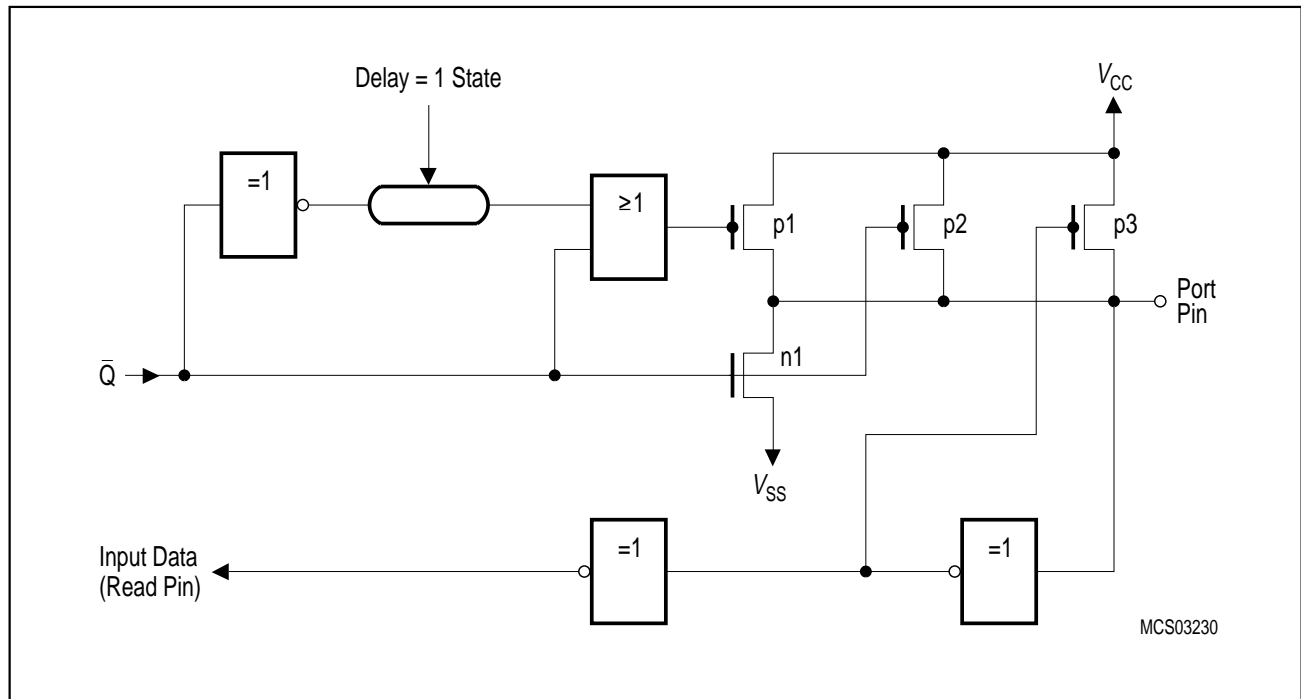 Delay = 1 State
V_CC
=1
≥1
p1
p2
p3
Port
Pin
Q̅
n1
V_SS
Input Data
(Read Pin)
=1
=1
MCS03230